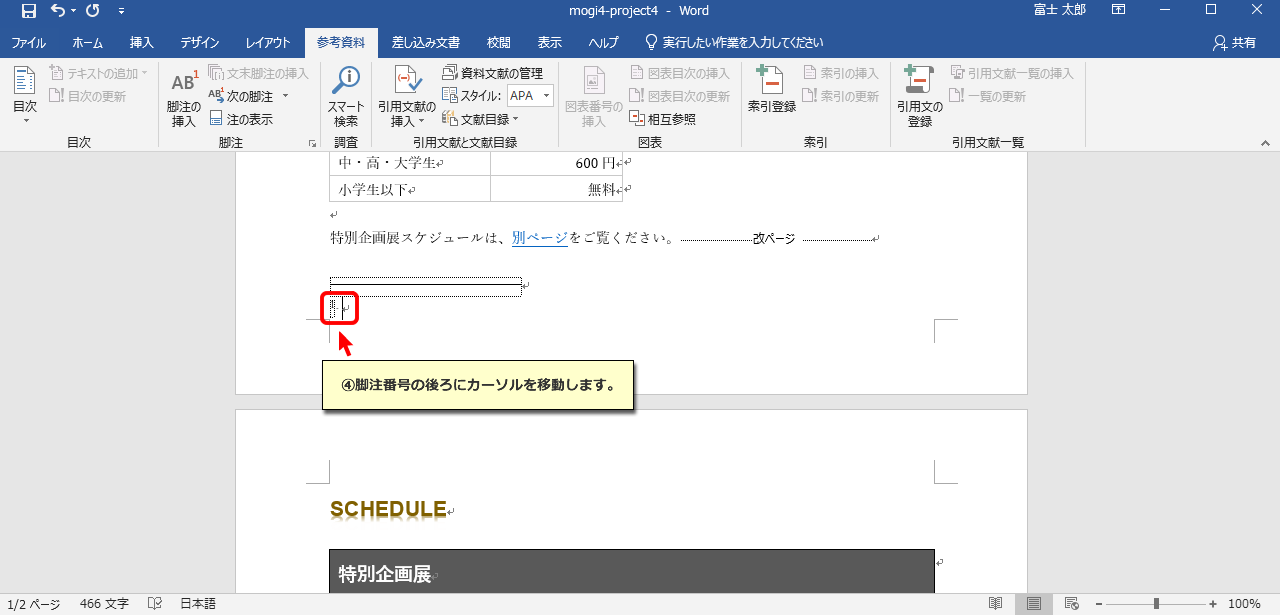 mogi4-project4 - Word
富士 太郎
ファイル ホーム 挿入 デザイン レイアウト 参考資料 差し込み文書 校閲 表示 ヘルプ 実行したい作業を入力してください 共有
目次
テキストの追加
目次の更新
目次
AB1
脚注の
挿入
文末脚注の挿入
AB1 次の脚注
注の表示
脚注
スマート
検索
調査
引用文献の
挿入
資料文献の管理
スタイル: APA
文献目録
引用文献と文献目録
図表番号の
挿入
図表目次の挿入
図表目次の更新
相互参照
図表
索引登録
索引の挿入
索引の更新
索引
引用文の
登録
引用文献一覧の挿入
一覧の更新
引用文献一覧
中・高・大学生 600 円
小学生以下 無料
特別企画展スケジュールは、別ページをご覧ください。 改ページ
④脚注番号の後ろにカーソルを移動します。
SCHEDULE
特別企画展
1/2 ページ 466 文字 日本語 100%